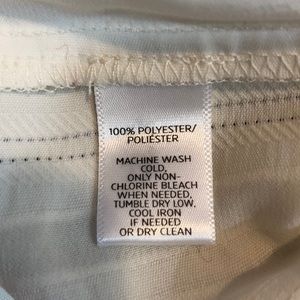 100% POLYESTER/
POLIÉSTER
MACHINE WASH
COLD,
ONLY NON-
CHLORINE BLEACH
WHEN NEEDED,
TUMBLE DRY LOW,
COOL IRON
IF NEEDED
OR DRY CLEAN